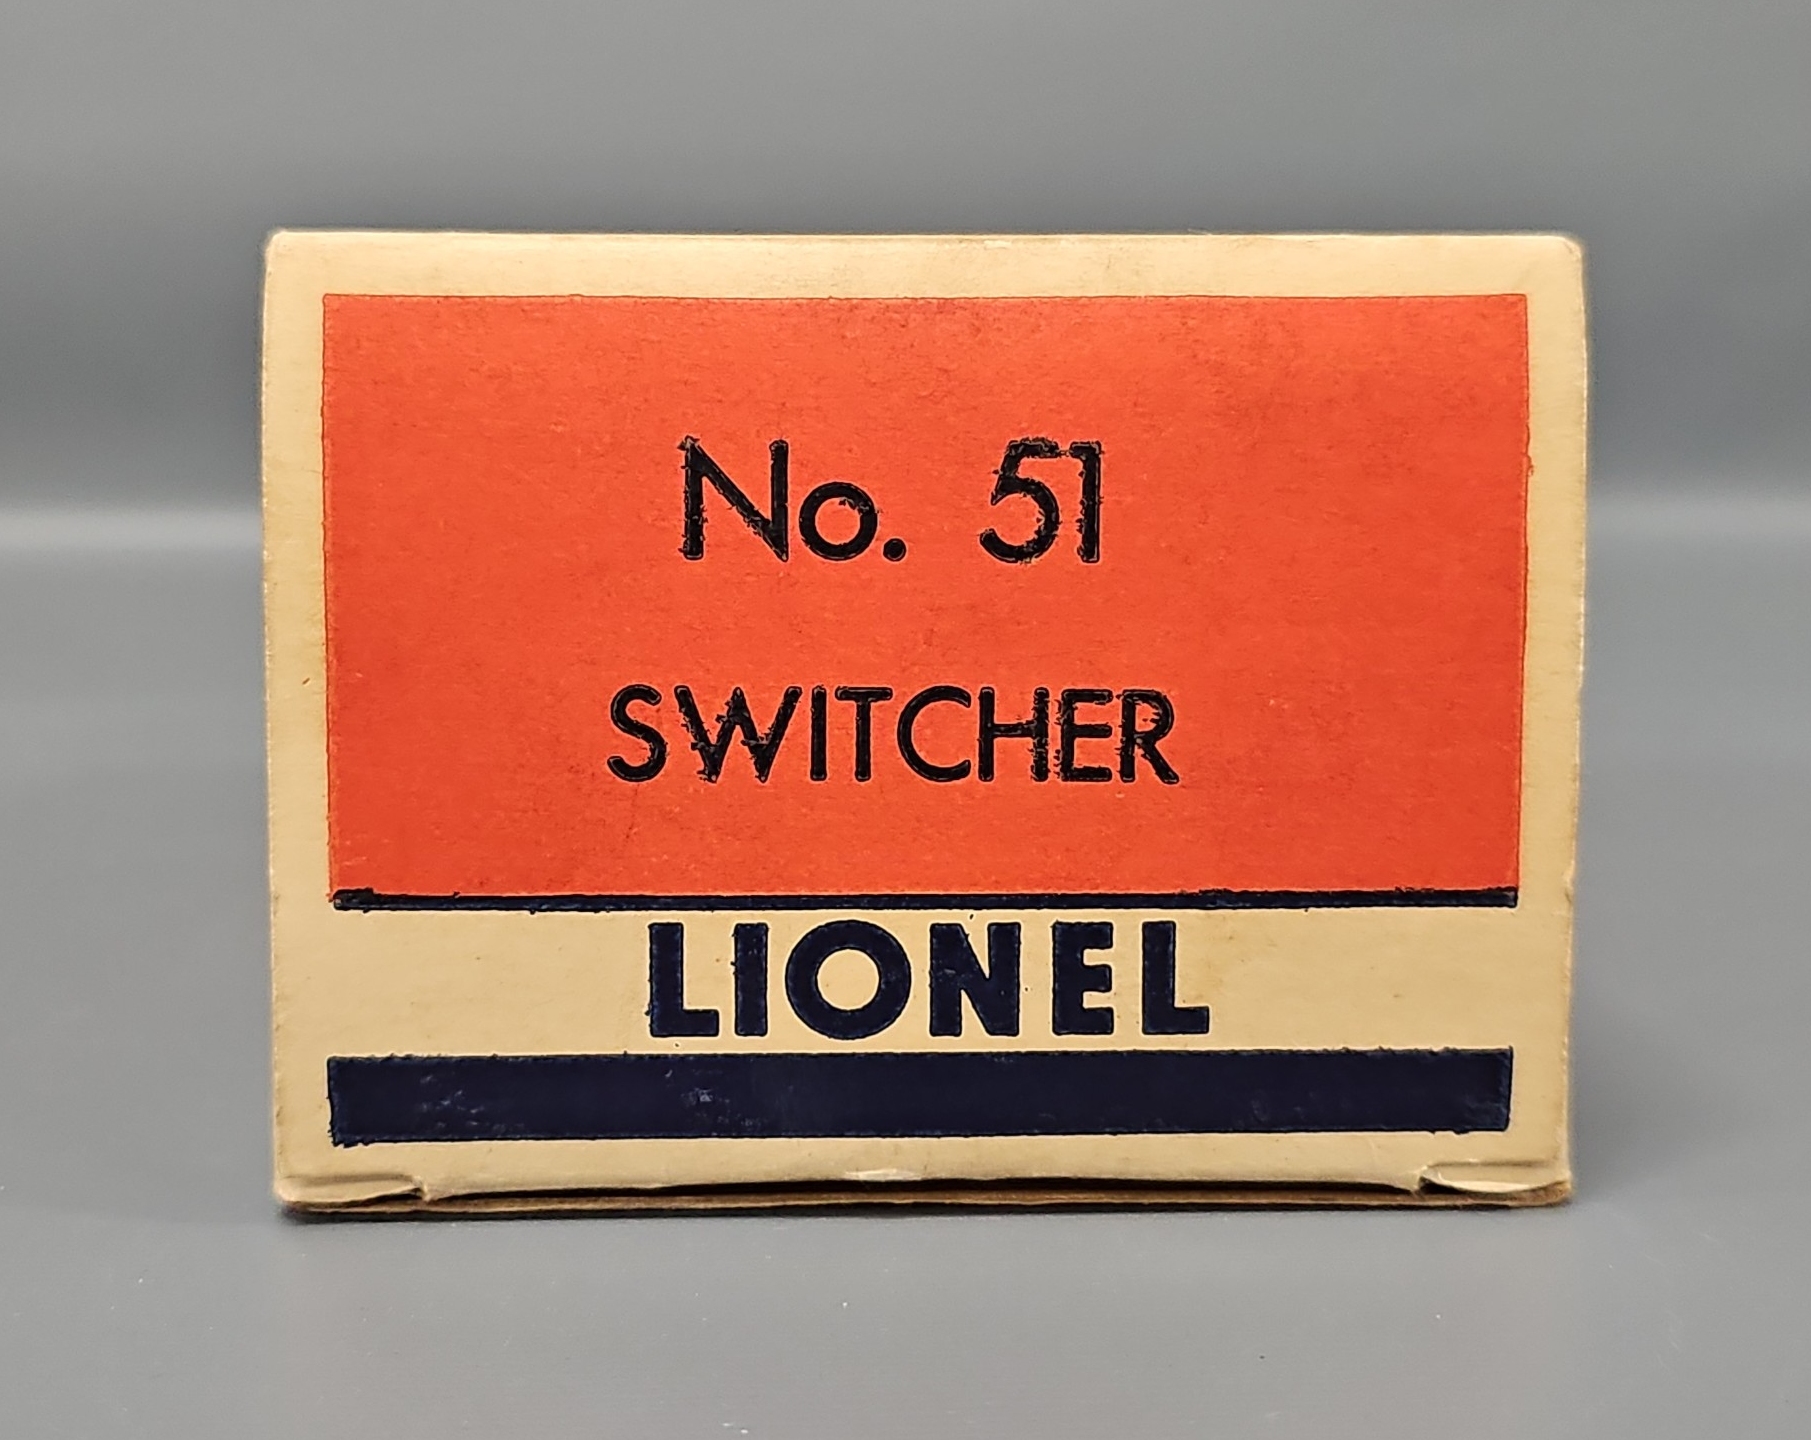 No. 51
SWITCHER
LIONEL